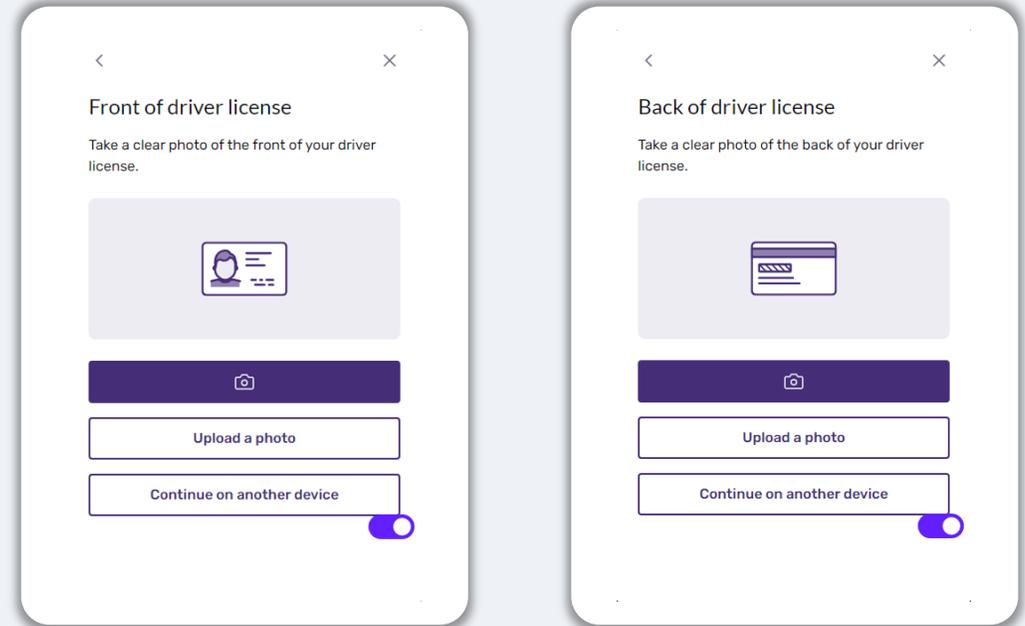 Front of driver license
Take a clear photo of the front of your driver
license.
Upload a photo
Continue on another device
Back of driver license
Take a clear photo of the back of your driver
license.
Upload a photo
Continue on another device